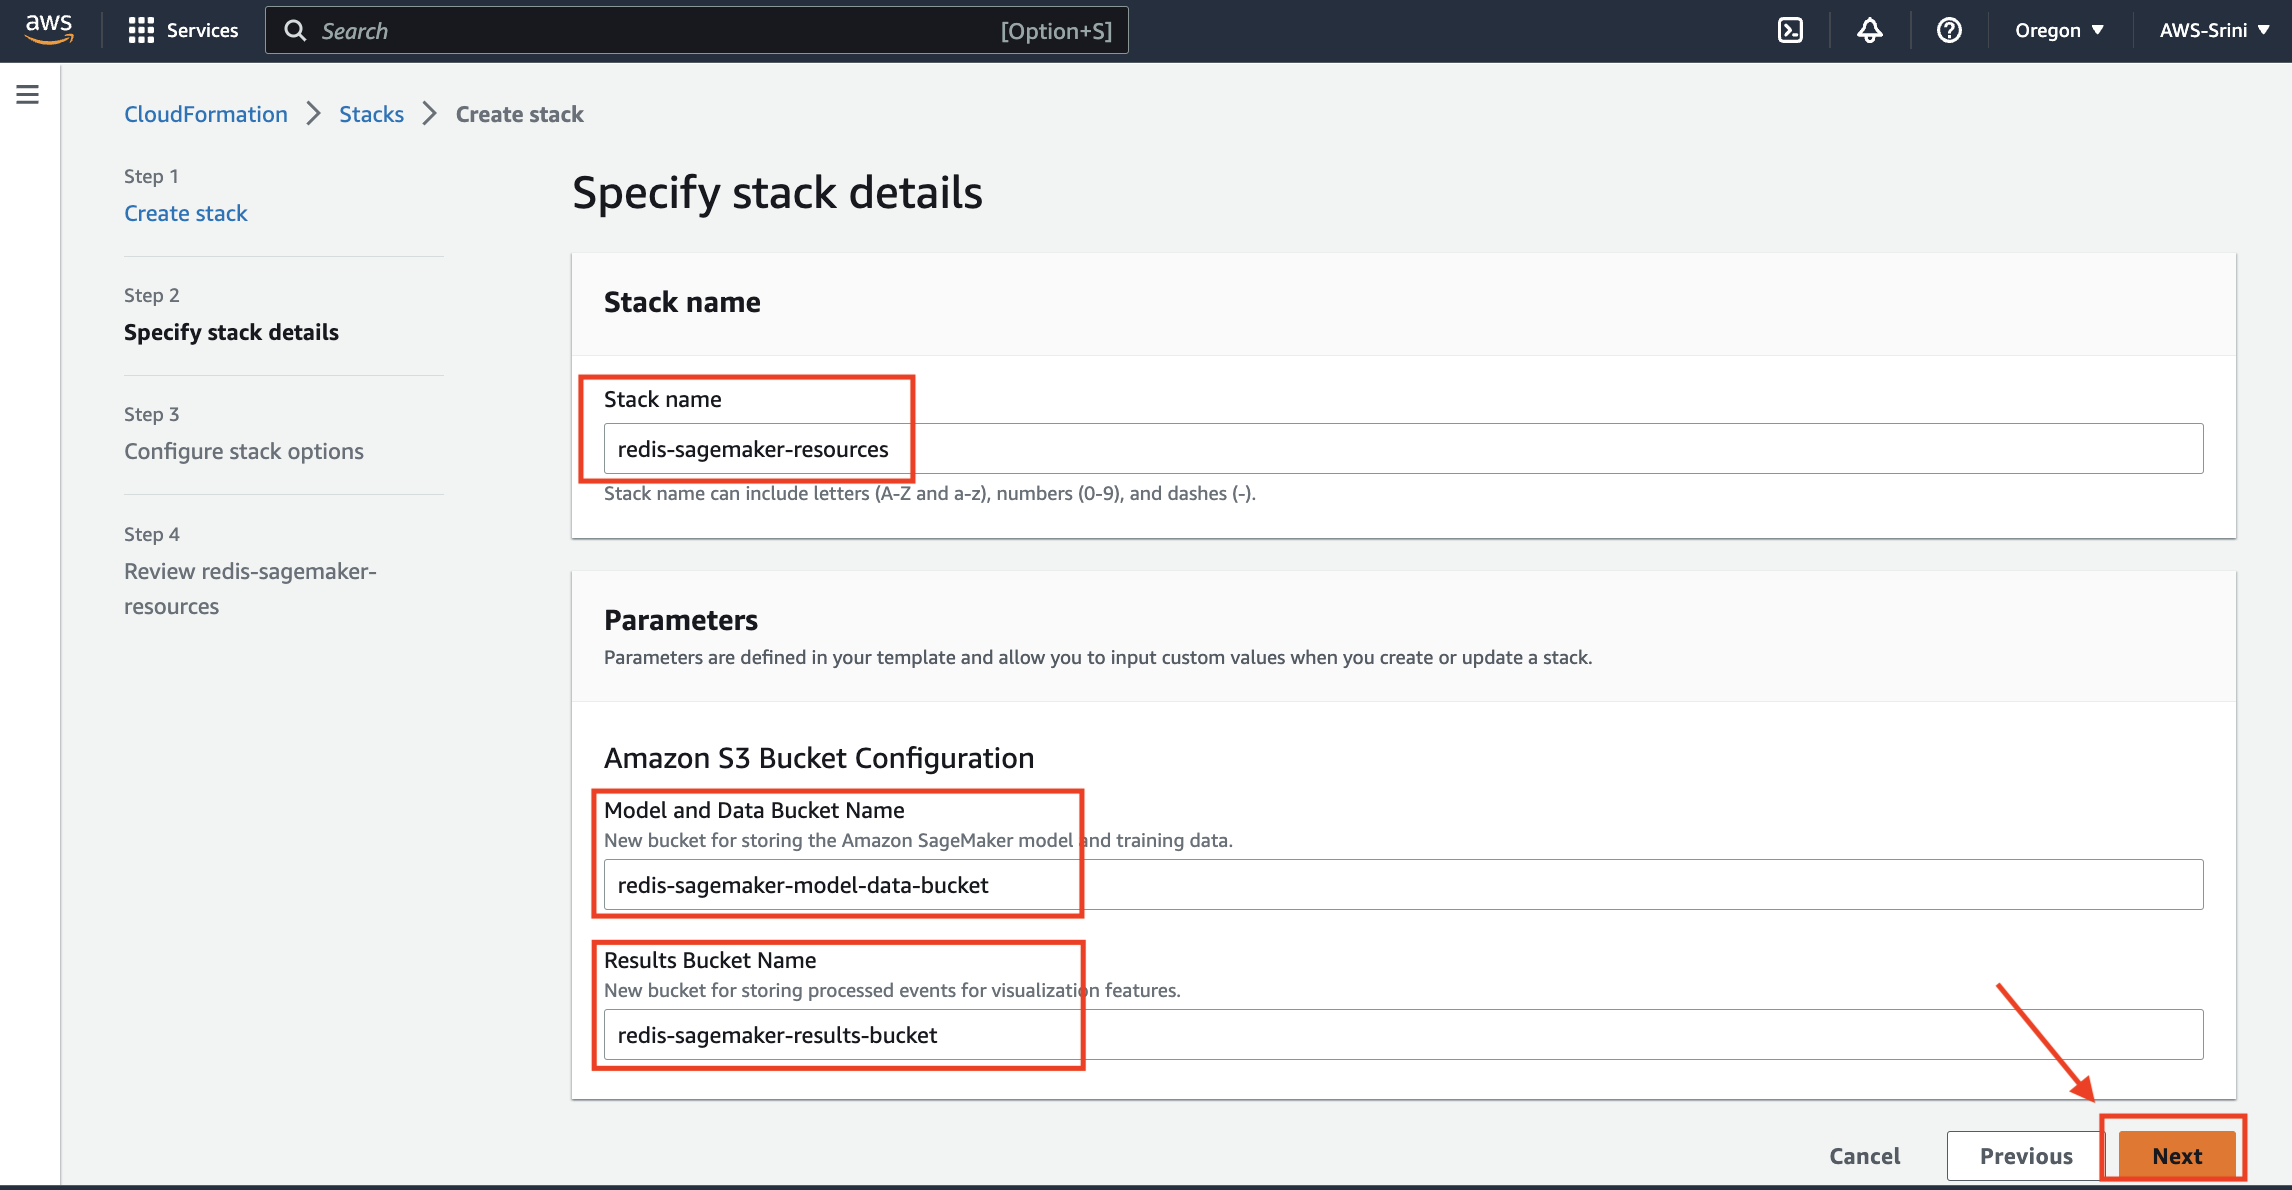 aws
Services
Search
[Option+S]
Oregon
AWS-Srini
CloudFormation
Stacks
Create stack
Step 1
Create stack
Step 2
Specify stack details
Step 3
Configure stack options
Step 4
Review redis-sagemaker-
resources
Specify stack details
Stack name
Stack name
redis-sagemaker-resources
Stack name can include letters (A-Z and a-z), numbers (0-9), and dashes (-).
Parameters
Parameters are defined in your template and allow you to input custom values when you create or update a stack.
Amazon S3 Bucket Configuration
Model and Data Bucket Name
New bucket for storing the Amazon SageMaker model and training data.
redis-sagemaker-model-data-bucket
Results Bucket Name
New bucket for storing processed events for visualization features.
redis-sagemaker-results-bucket
Cancel
Previous
Next